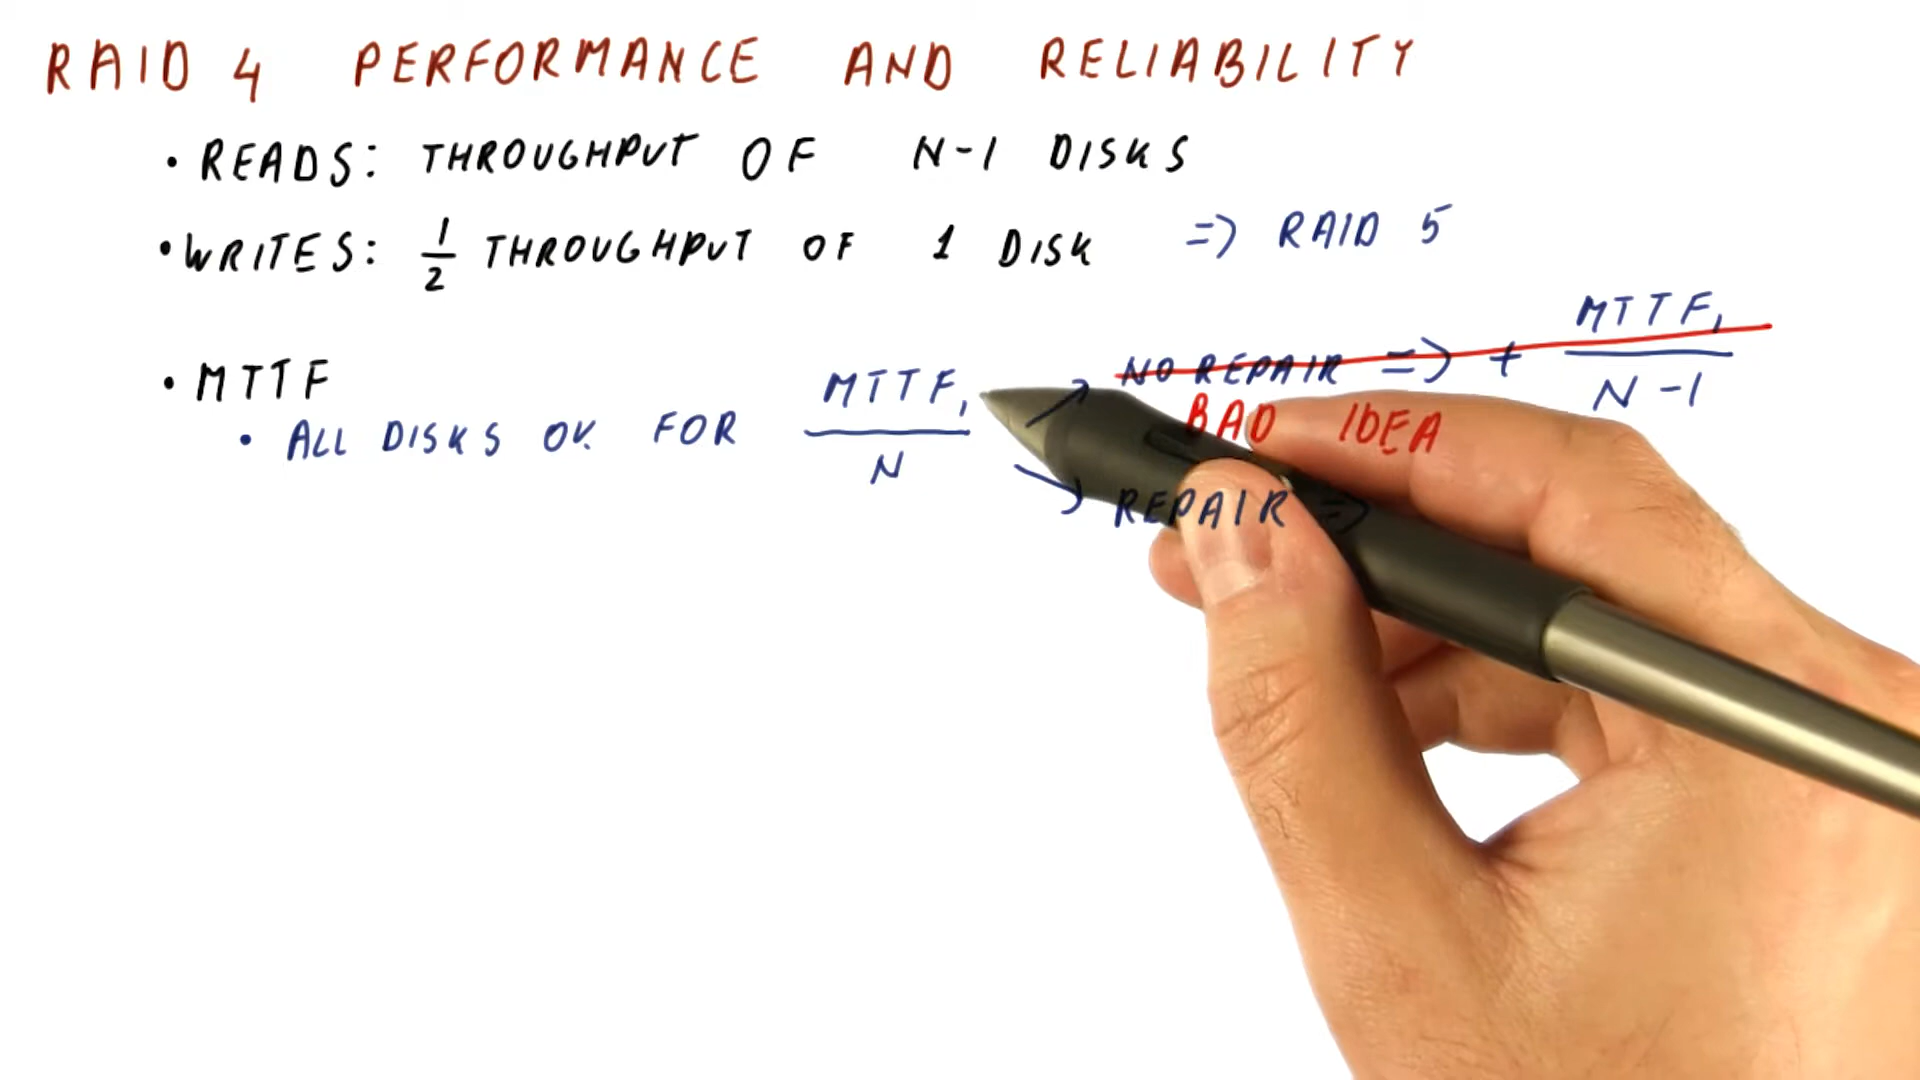 RAID 4 PERFORMANCE AND RELIABILITY
• READS: THROUGHPUT OF N-1 DISKS
• WRITES: 1/2 THROUGHPUT OF 1 DISK => RAID 5
• MTTF
NO REPAIR => + MTTF₁/(N-1)
BAD IDEA
• ALL DISKS OK FOR MTTF₁/N
REPAIR =>